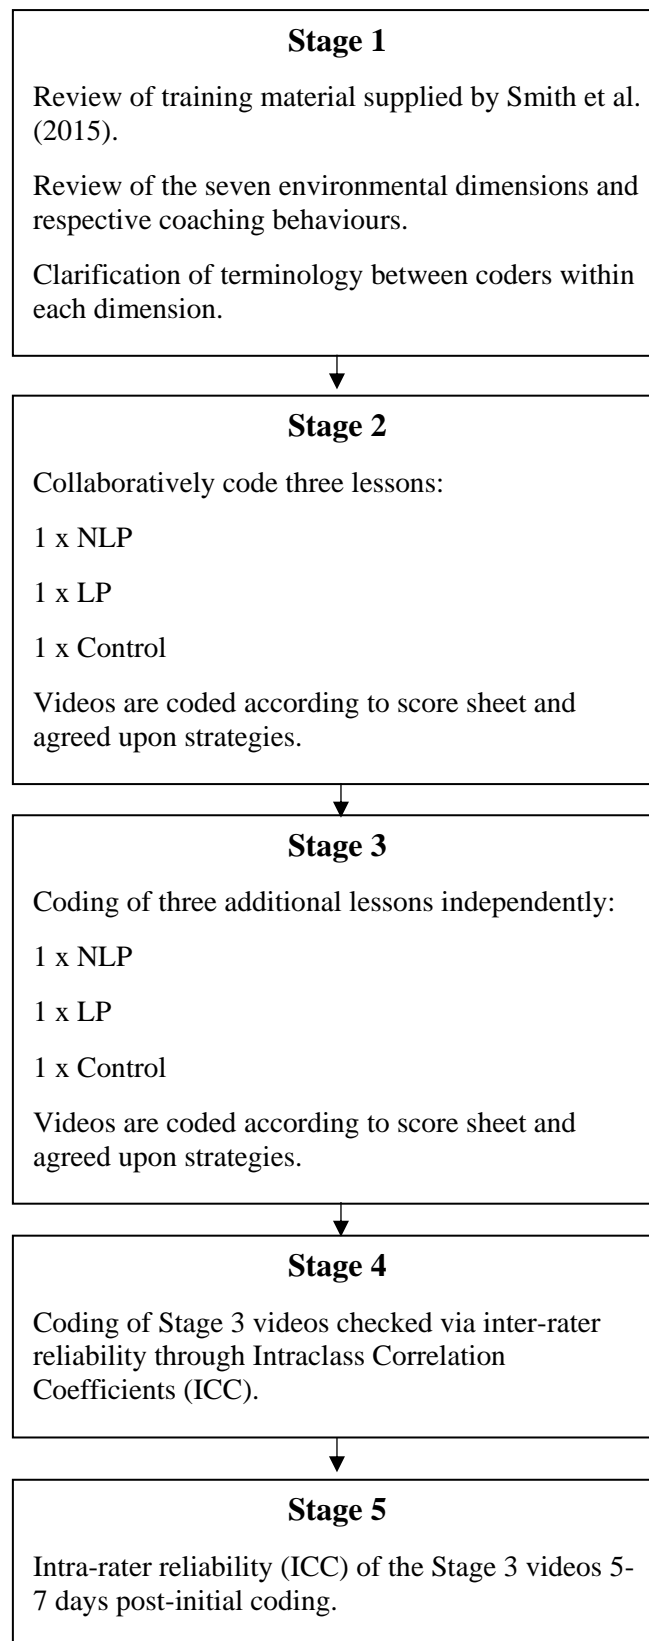 Stage 1
Review of training material supplied by Smith et al.
(2015).
Review of the seven environmental dimensions and
respective coaching behaviours.
Clarification of terminology between coders within
each dimension.
Stage 2
Collaboratively code three lessons:
1 x NLP
1 x LP
1 x Control
Videos are coded according to score sheet and
agreed upon strategies.
Stage 3
Coding of three additional lessons independently:
1 x NLP
1 x LP
1 x Control
Videos are coded according to score sheet and
agreed upon strategies.
Stage 4
Coding of Stage 3 videos checked via inter-rater
reliability through Intraclass Correlation
Coefficients (ICC).
Stage 5
Intra-rater reliability (ICC) of the Stage 3 videos 5-
7 days post-initial coding.